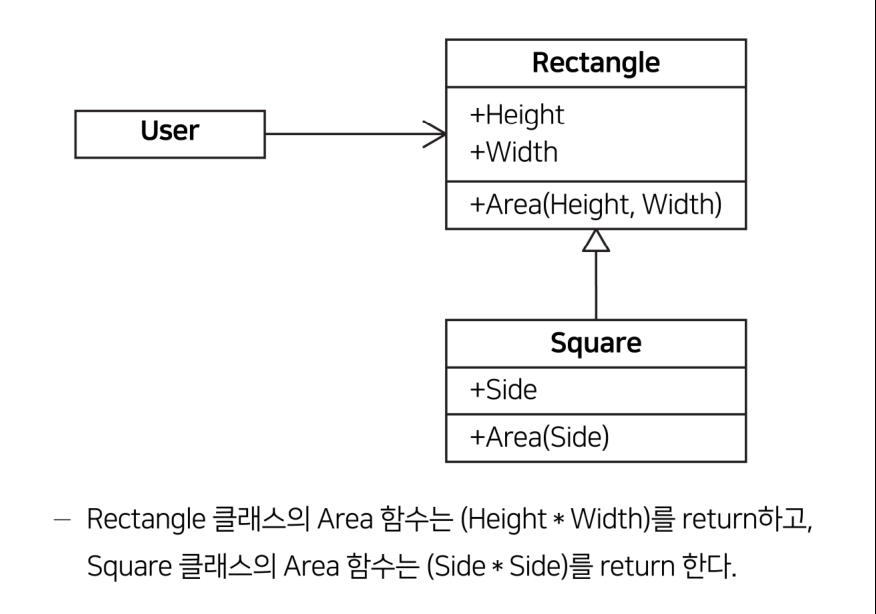 Rectangle
+Height
User
+Width
+Area(Height, Width)
Square
+Side
+Area(Side)
— Rectangle 클래스의 Area 함수는 (Height * Width)를 return하고,
Square 클래스의 Area 함수는 (Side * Side)를 return 한다.